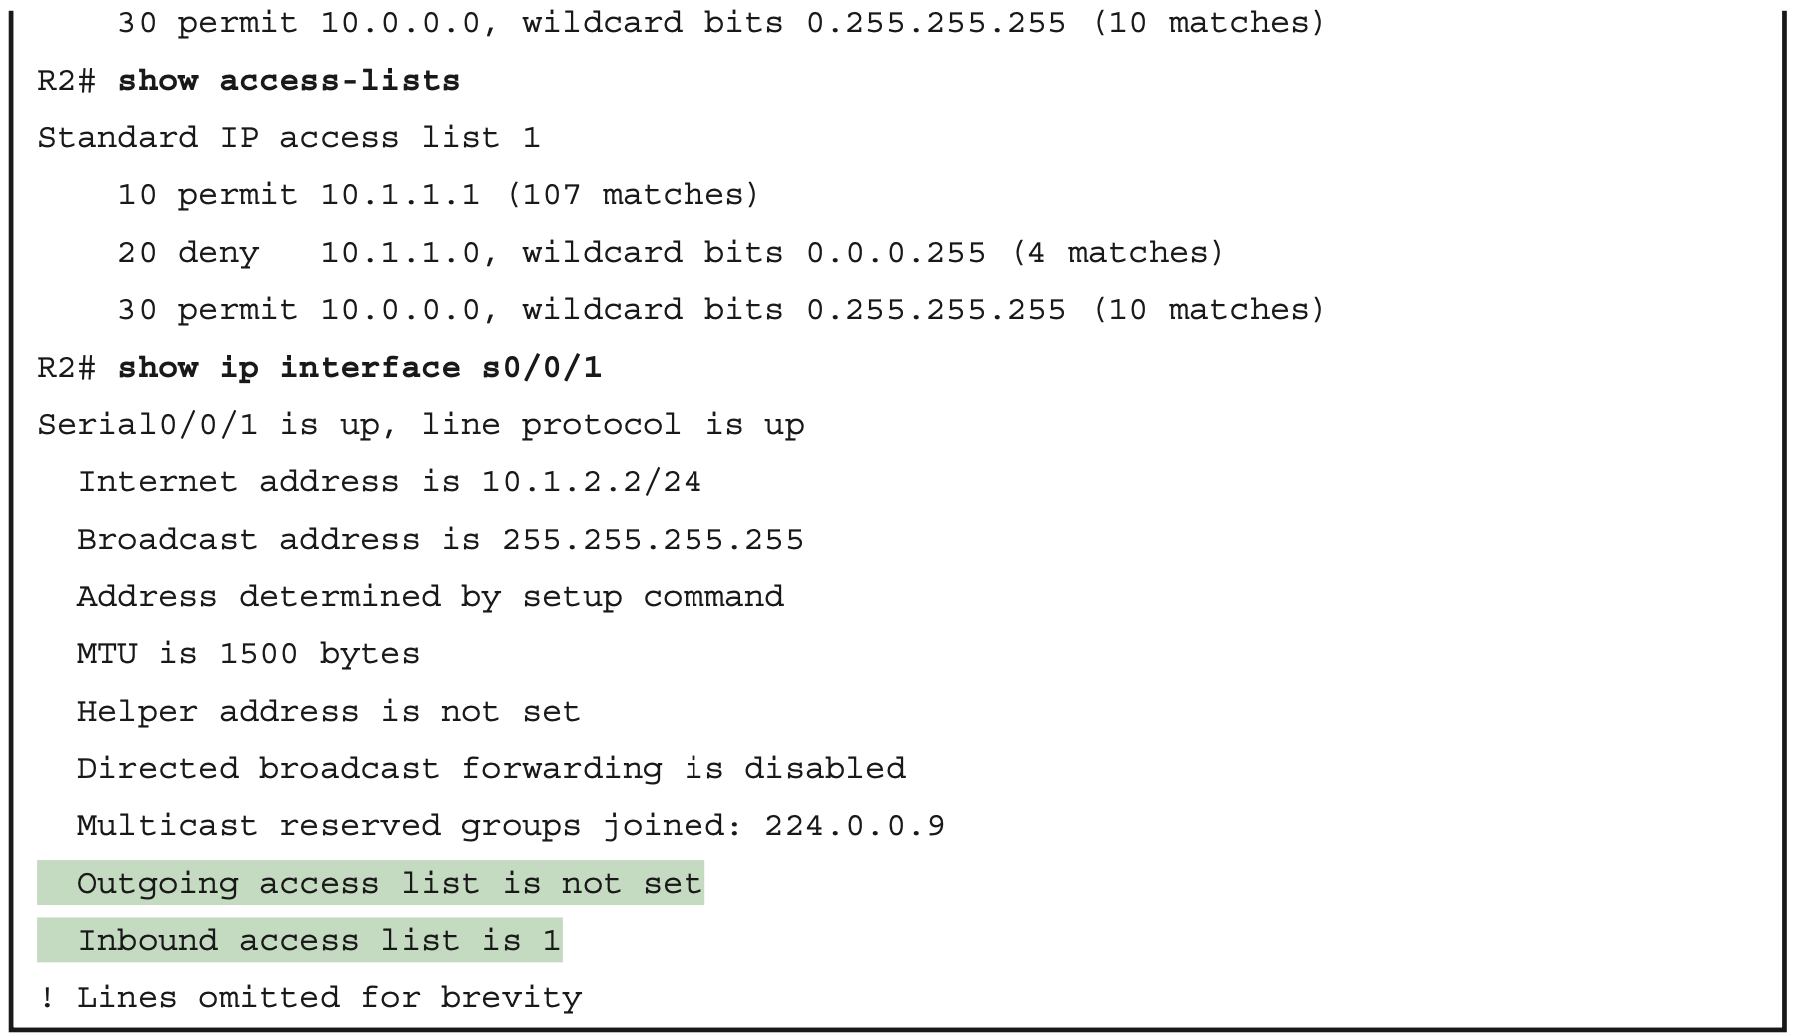 30 permit 10.0.0.0, wildcard bits 0.255.255.255 (10 matches)
R2# show access-lists
Standard IP access list 1
10 permit 10.1.1.1 (107 matches)
20 deny   10.1.1.0, wildcard bits 0.0.0.255 (4 matches)
30 permit 10.0.0.0, wildcard bits 0.255.255.255 (10 matches)
R2# show ip interface s0/0/1
Serial0/0/1 is up, line protocol is up
Internet address is 10.1.2.2/24
Broadcast address is 255.255.255.255
Address determined by setup command
MTU is 1500 bytes
Helper address is not set
Directed broadcast forwarding is disabled
Multicast reserved groups joined: 224.0.0.9
Outgoing access list is not set
Inbound access list is 1
! Lines omitted for brevity